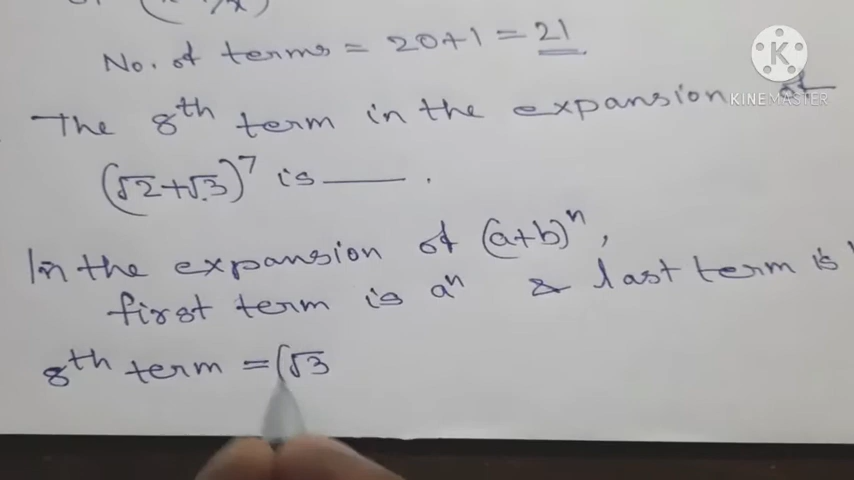 No. of terms = 20+1 = 21
The 8th term in the expansion of
(√2+√3)^7 is ____ .
In the expansion of (a+b)^n,
first term is a^n & last term is
8th term = (√3
K
KINEMASTER